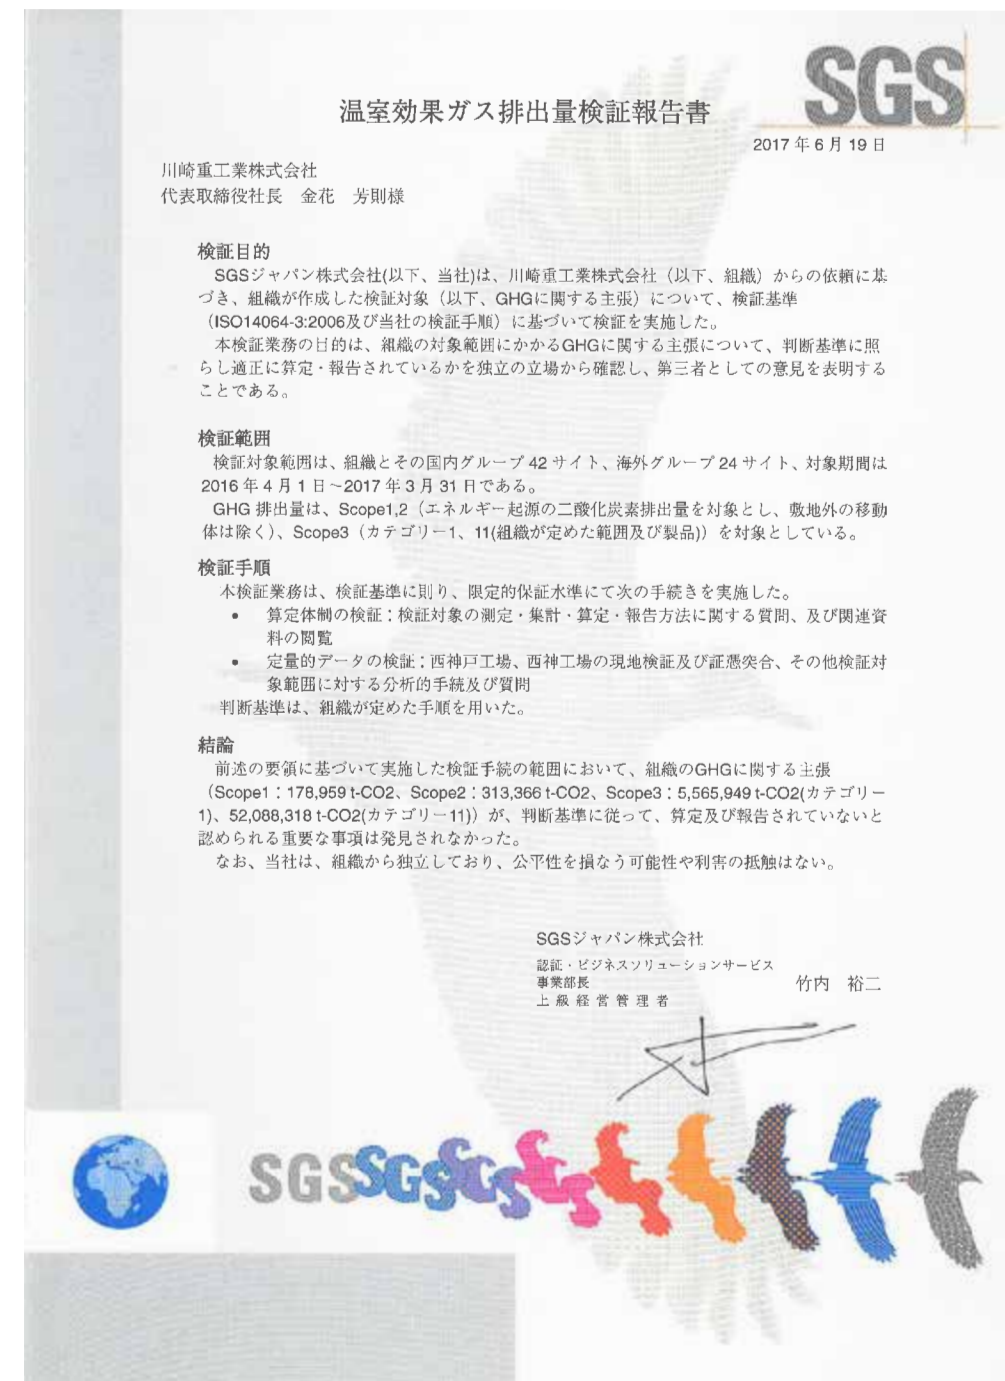 SGS
温室効果ガス排出量検証報告書
2017 年 6 月 19 日
川崎重工業株式会社
代表取締役社長　金花　芳則様
検証目的
SGSジャパン株式会社(以下、当社)は、川崎重工業株式会社（以下、組織）からの依頼に基
づき、組織が作成した検証対象（以下、GHGに関する主張）について、検証基準
（ISO14064-3:2006及び当社の検証手順）に基づいて検証を実施した。
本検証業務の目的は、組織の対象範囲にかかるGHGに関する主張について、判断基準に照
らし適正に算定・報告されているかを独立の立場から確認し、第三者としての意見を表明する
ことである。
検証範囲
検証対象範囲は、組織とその国内グループ 42 サイト、海外グループ 24 サイト、対象期間は
2016 年 4 月 1 日～2017 年 3 月 31 日である。
GHG 排出量は、Scope1,2（エネルギー起源の二酸化炭素排出量を対象とし、敷地外の移動
体は除く）、Scope3（カテゴリー1、11(組織が定めた範囲及び製品)）を対象としている。
検証手順
本検証業務は、検証基準に則り、限定的保証水準にて次の手続きを実施した。
• 算定体制の検証：検証対象の測定・集計・算定・報告方法に関する質問、及び関連資
料の閲覧
• 定量的データの検証：西神戸工場、西神工場の現地検証及び証憑突合、その他検証対
象範囲に対する分析的手続及び質問
判断基準は、組織が定めた手順を用いた。
結論
前述の要領に基づいて実施した検証手続の範囲において、組織のGHGに関する主張
（Scope1：178,959 t-CO2、Scope2：313,366 t-CO2、Scope3：5,565,949 t-CO2(カテゴリー
1)、52,088,318 t-CO2(カテゴリー11)）が、判断基準に従って、算定及び報告されていないと
認められる重要な事項は発見されなかった。
なお、当社は、組織から独立しており、公平性を損なう可能性や利害の抵触はない。
SGSジャパン株式会社
認証・ビジネスソリューションサービス
事業部長
上 級 経 営 管 理 者
竹内　裕二
SGSSGSSGS